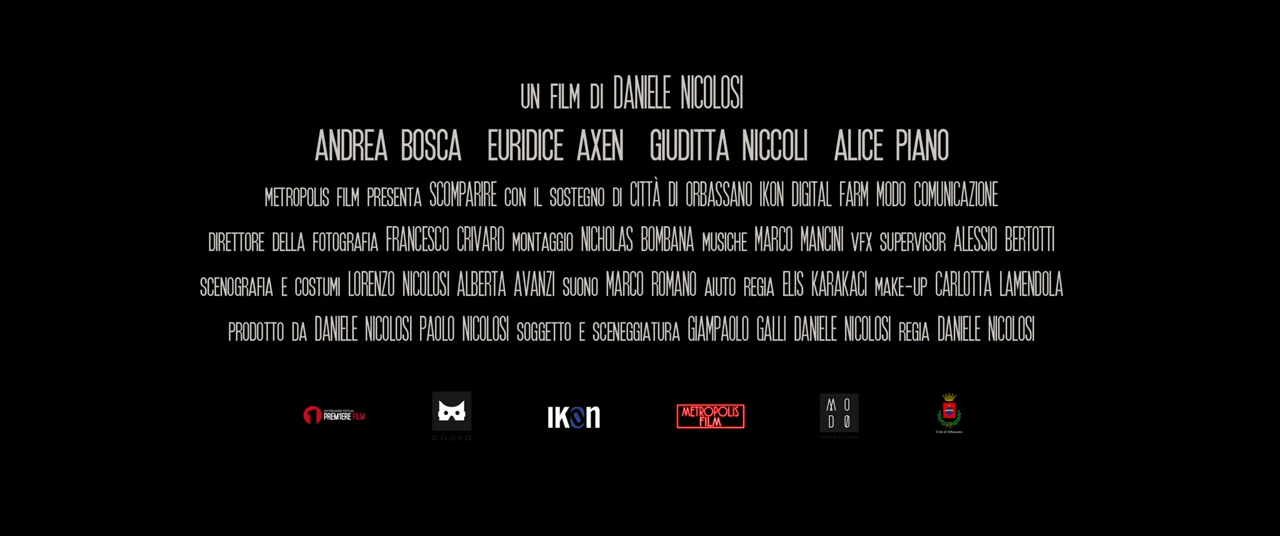 UN FILM DI DANIELE NICOLOSI
ANDREA BOSCA EURIDICE AXEN GIUDITTA NICCOLI ALICE PIANO
METROPOLIS FILM PRESENTA SCOMPARIRE CON IL SOSTEGNO DI CITTÀ DI ORBASSANO IKON DIGITAL FARM MODO COMUNICAZIONE
DIRETTORE DELLA FOTOGRAFIA FRANCESCO CRIVARO MONTAGGIO NICHOLAS BOMBANA MUSICHE MARCO MANCINI VFX SUPERVISOR ALESSIO BERTOTTI
SCENOGRAFIA E COSTUMI LORENZO NICOLOSI ALBERTA AVANZI SUONO MARCO ROMANO AIUTO REGIA ELIS KARAKACI MAKE-UP CARLOTTA LAMENDOLA
PRODOTTO DA DANIELE NICOLOSI PAOLO NICOLOSI SOGGETTO E SCENEGGIATURA GIAMPAOLO GALLI DANIELE NICOLOSI REGIA DANIELE NICOLOSI
PREM1ERE FILM
IKON
METROPOLIS
FILM
MO
DO